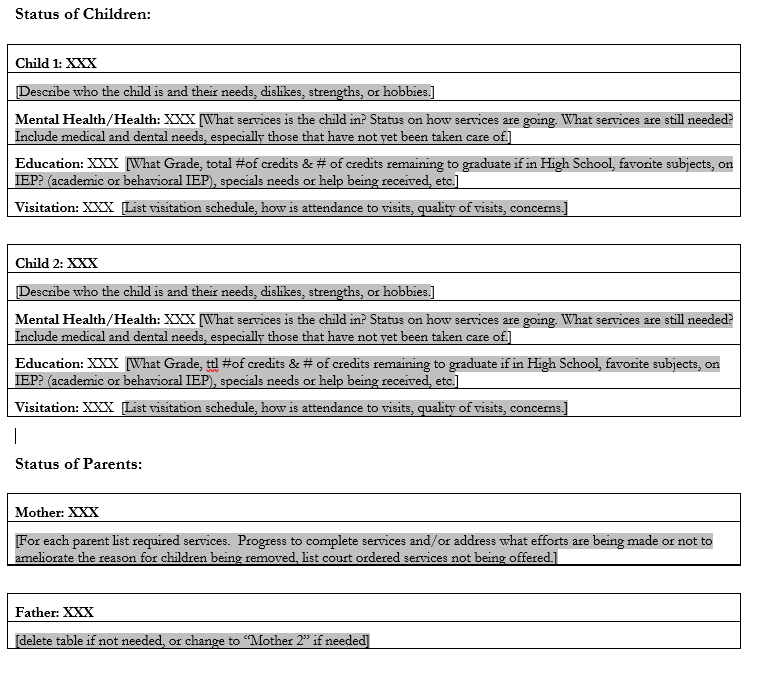 Status of Children:
Child 1: XXX
[Describe who the child is and their needs, dislikes, strengths, or hobbies.]
Mental Health/Health: XXX [What services is the child in? Status on how services are going. What services are still needed?
Include medical and dental needs, especially those that have not yet been taken care of.]
Education: XXX [What Grade, total #of credits & # of credits remaining to graduate if in High School, favorite subjects, on
IEP? (academic or behavioral IEP), specials needs or help being received, etc.]
Visitation: XXX [List visitation schedule, how is attendance to visits, quality of visits, concerns.]
Child 2: XXX
[Describe who the child is and their needs, dislikes, strengths, or hobbies.]
Mental Health/Health: XXX [What services is the child in? Status on how services are going. What services are still needed?
Include medical and dental needs, especially those that have not yet been taken care of.]
Education: XXX [What Grade, ttl #of credits & # of credits remaining to graduate if in High School, favorite subjects, on
IEP? (academic or behavioral IEP), specials needs or help being received, etc.]
Visitation: XXX [List visitation schedule, how is attendance to visits, quality of visits, concerns.]
Status of Parents:
Mother: XXX
[For each parent list required services. Progress to complete services and/or address what efforts are being made or not to
ameliorate the reason for children being removed, list court ordered services not being offered.]
Father: XXX
[delete table if not needed, or change to “Mother 2” if needed]